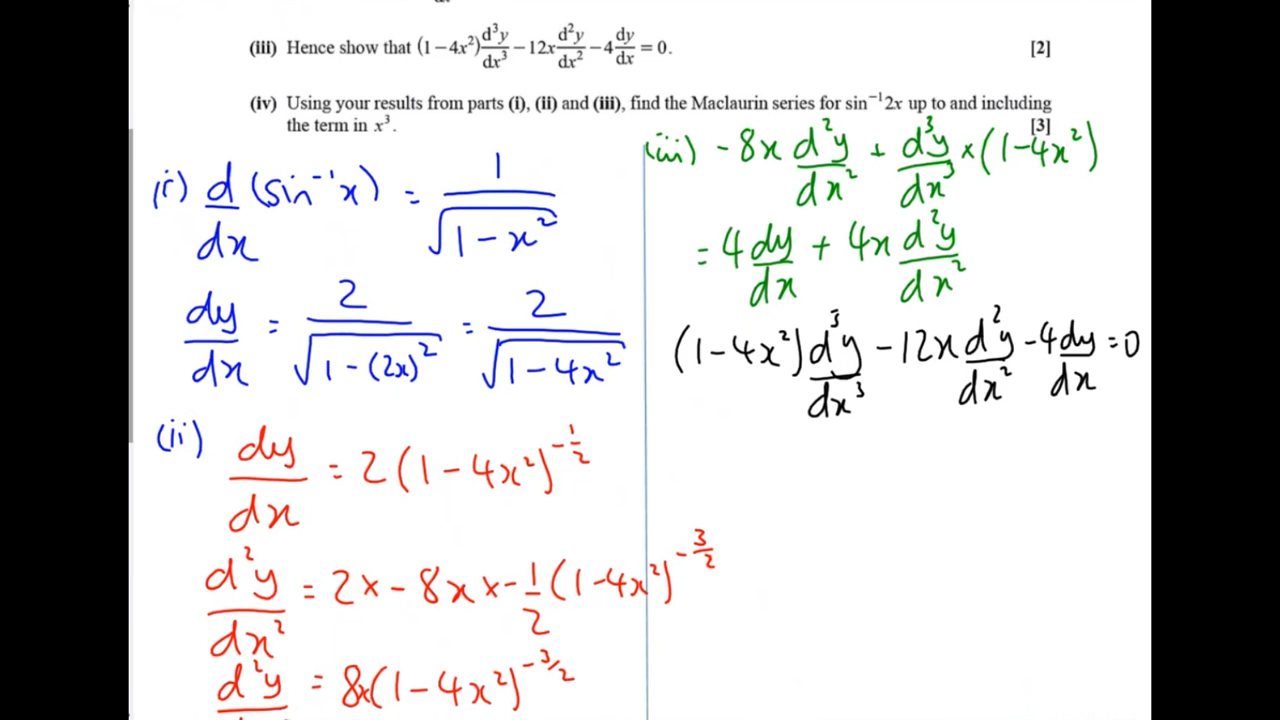 (iii) Hence show that (1−4x²)d³y/dx³ − 12x d²y/dx² − 4 dy/dx = 0. [2]
(iv) Using your results from parts (i), (ii) and (iii), find the Maclaurin series for sin⁻¹2x up to and including
the term in x³. [3]
(i) d/dx (sin⁻¹x) = 1/√(1−x²)
dy/dx = 2/√(1−(2x)²) = 2/√(1−4x²)
(ii) dy/dx = 2(1−4x²)^(-1/2)
d²y/dx² = 2×−8x×−1/2(1−4x²)^(-3/2)
d²y = 8x(1−4x²)^(-3/2)
(iii) −8x d²y/dx² + d³y/dx³ × (1−4x²)
= 4dy/dx + 4x d²y/dx²
(1−4x²)d³y/dx³ − 12x d²y/dx² − 4dy/dx = 0